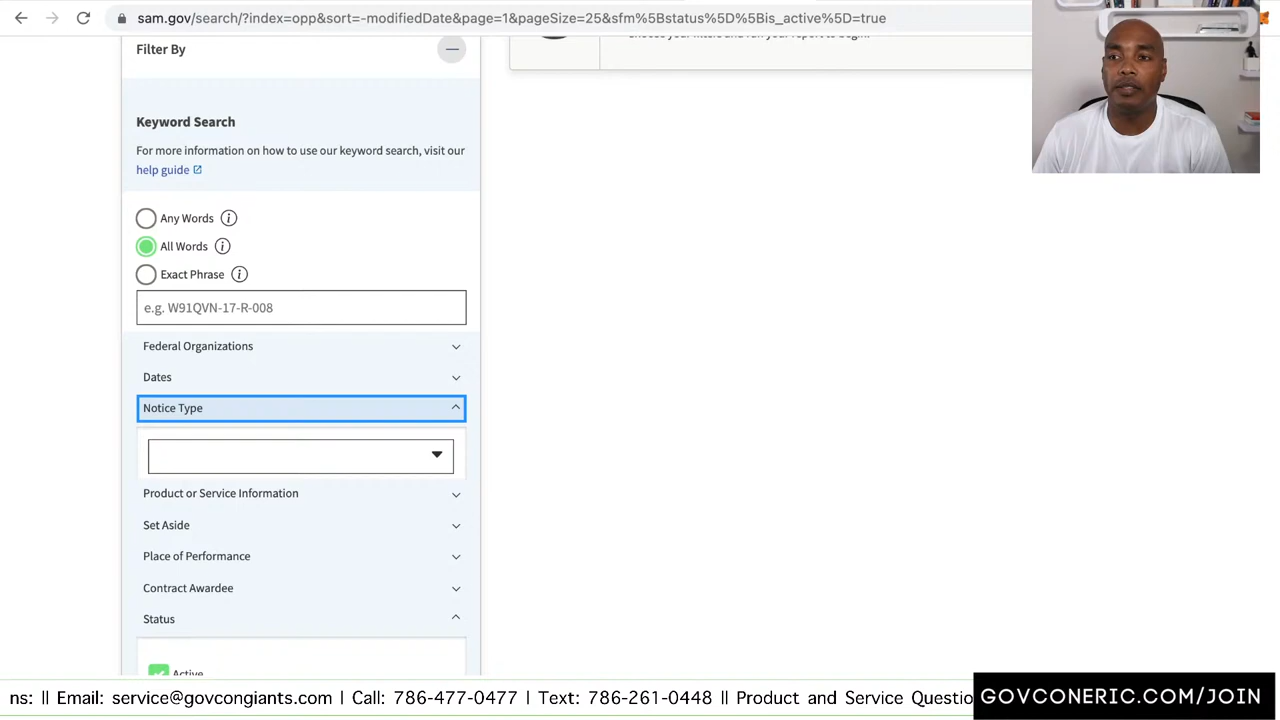 sam.gov/search/?index=opp&sort=-modifiedDate&page=1&pageSize=25&sfm%5Bstatus%5D%5Bis_active%5D=true
Filter By
Keyword Search
For more information on how to use our keyword search, visit our
help guide
Any Words
All Words
Exact Phrase
e.g. W91QVN-17-R-008
Federal Organizations
Dates
Notice Type
Product or Service Information
Set Aside
Place of Performance
Contract Awardee
Status
Active
ns: || Email: service@govcongiants.com | Call: 786-477-0477 | Text: 786-261-0448 || Product and Service Questio
GOVCONERIC.COM/JOIN